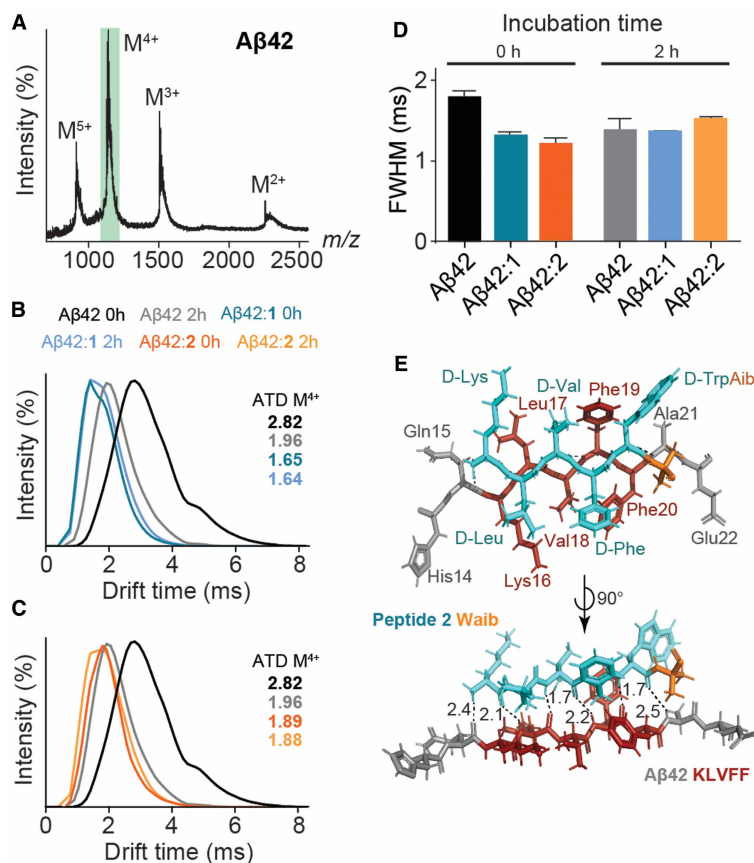 A
Aβ42
M4+
M3+
M5+
M2+
Intensity (%)
1000 1500 2000 2500
m/z
B
Aβ42 0h Aβ42 2h Aβ42:1 0h
Aβ42:1 2h Aβ42:2 0h Aβ42:2 2h
ATD M4+
2.82
1.96
1.65
1.64
Intensity (%)
0 2 4 6 8
Drift time (ms)
C
ATD M4+
2.82
1.96
1.89
1.88
Intensity (%)
0 2 4 6 8
Drift time (ms)
D
Incubation time
0 h 2 h
FWHM (ms)
2
1
0
Aβ42 Aβ42:1 Aβ42:2 Aβ42 Aβ42:1 Aβ42:2
E
D-Lys D-Val Phe19 D-TrpAib
Leu17 Ala21
Gln15
Phe20
D-Leu Val18 D-Phe Glu22
His14 Lys16
90°
Peptide 2 Waib
2.4 2.1 1.7 2.2 1.7 2.5
Aβ42 KLVFF